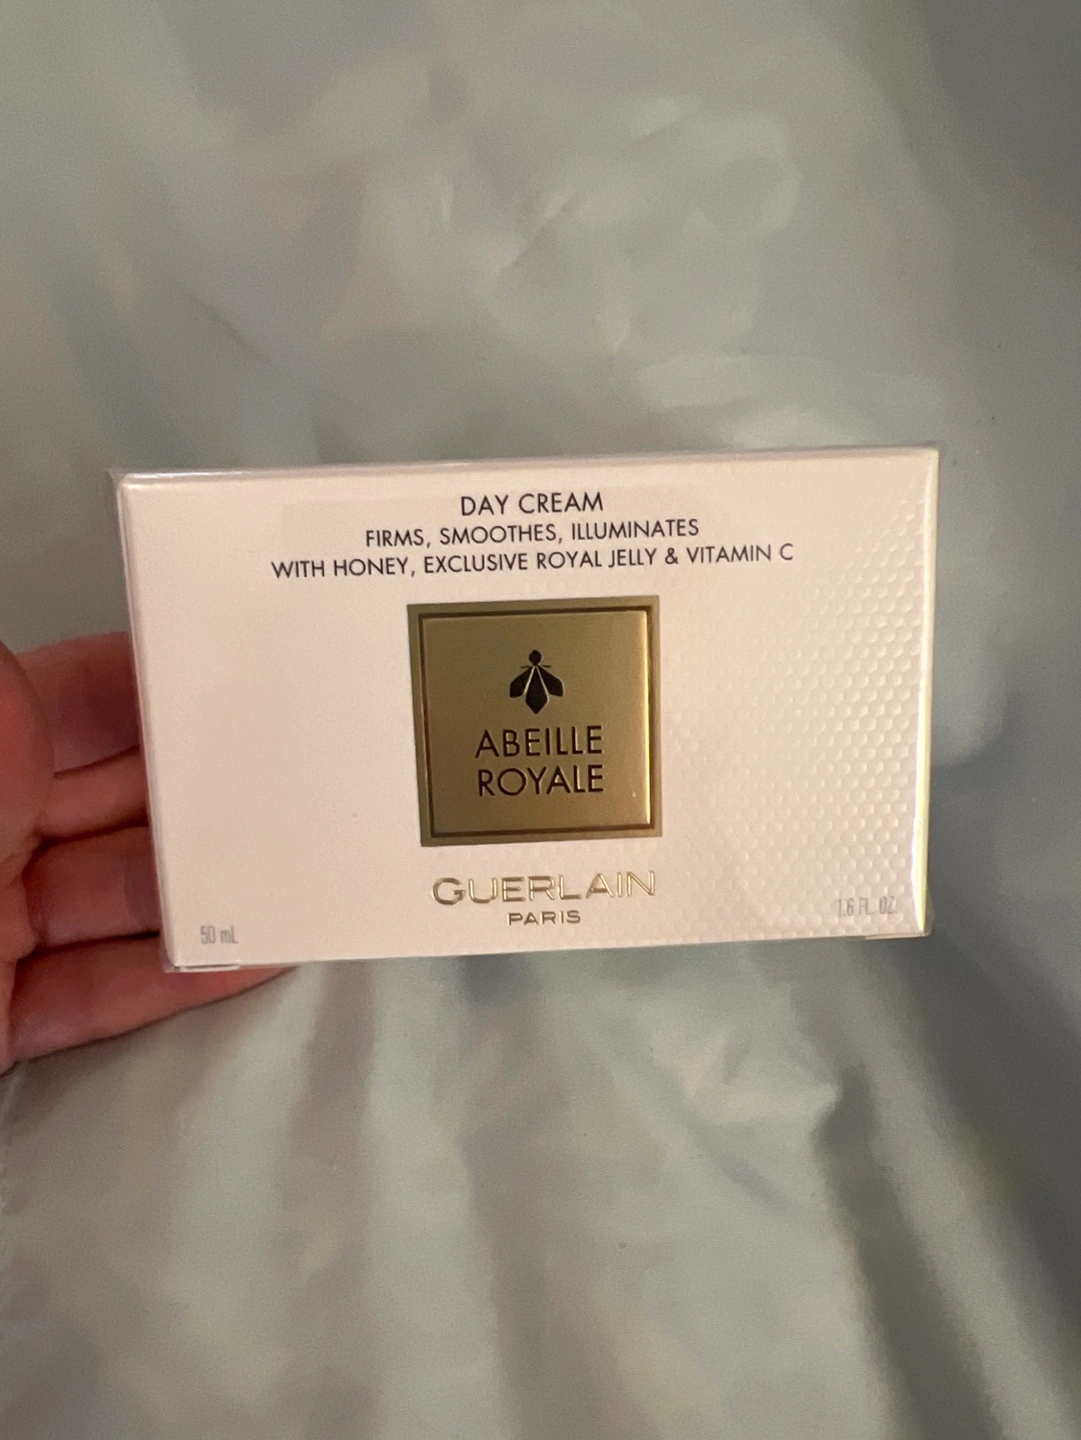 DAY CREAM
FIRMS, SMOOTHES, ILLUMINATES
WITH HONEY, EXCLUSIVE ROYAL JELLY & VITAMIN C
ABEILLE
ROYALE
GUERLAIN
PARIS
50 mL
1.6 FL. OZ.